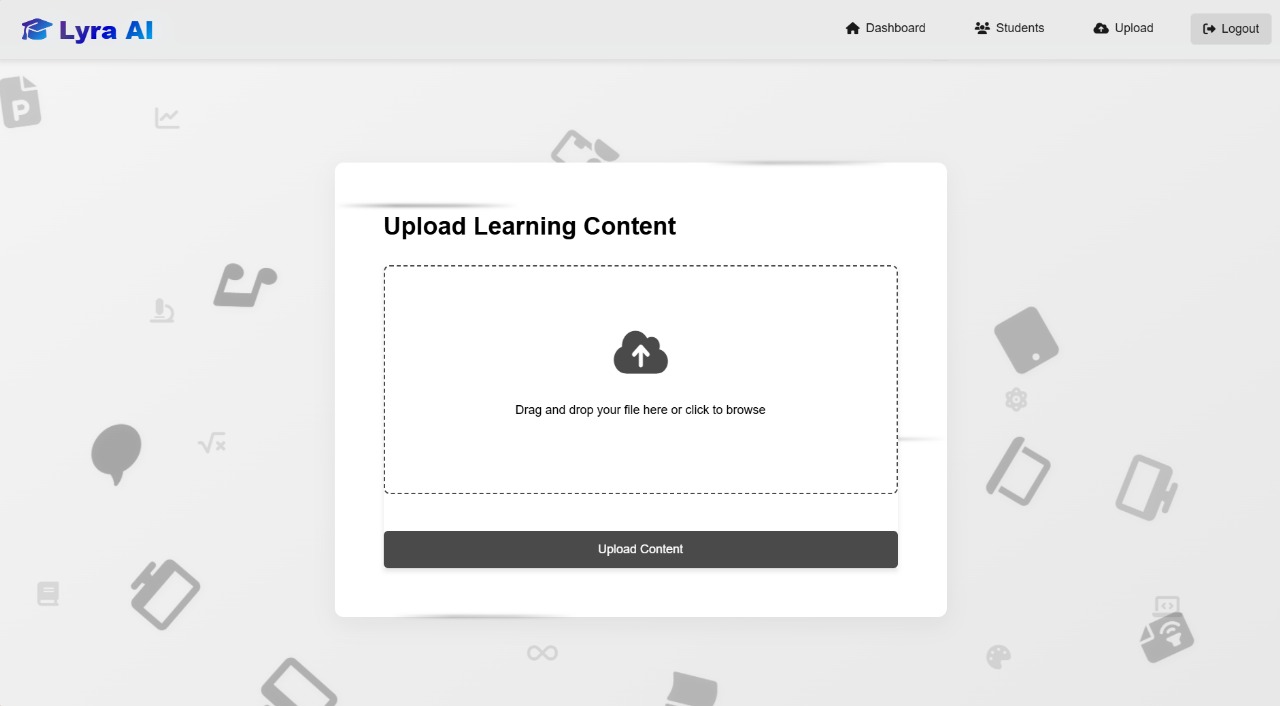 Lyra AI
Dashboard
Students
Upload
Logout
Upload Learning Content
Drag and drop your file here or click to browse
Upload Content